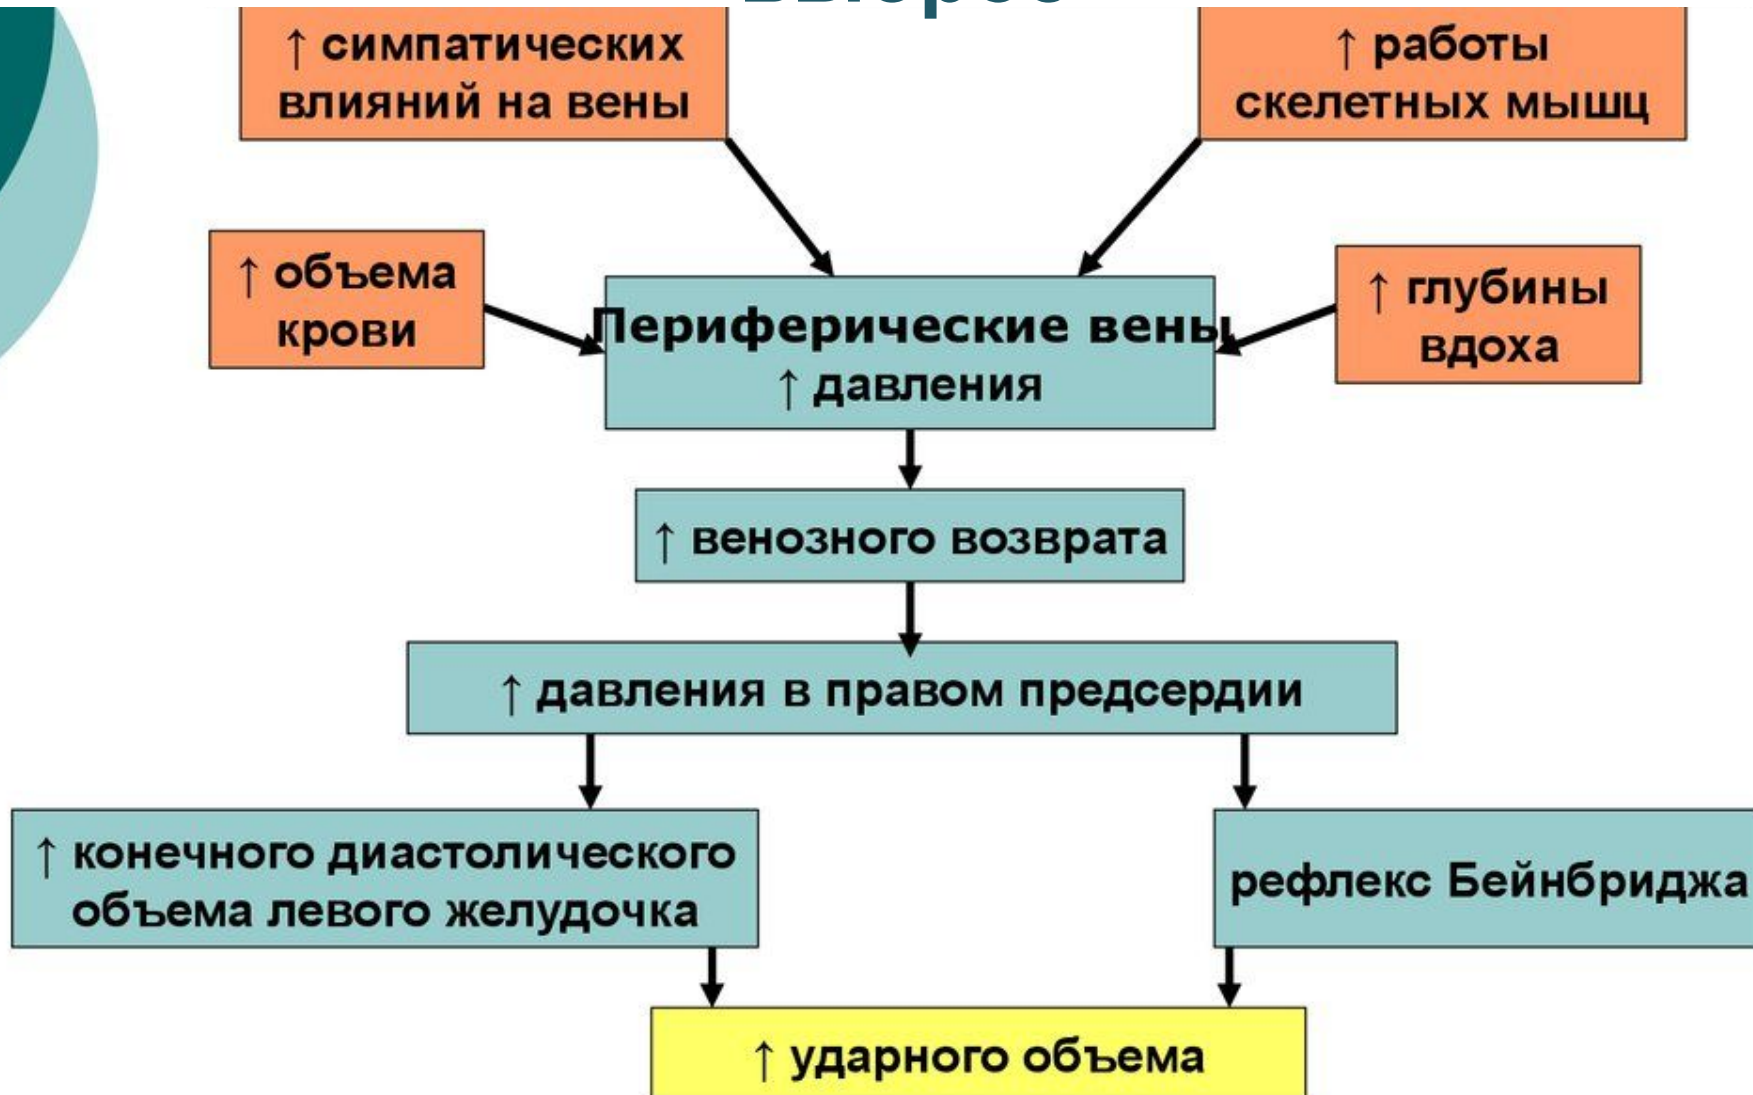 ↑ симпатических
влияний на вены
↑ работы
скелетных мышц
↑ объема
крови
Периферические вены
↑ давления
↑ глубины
вдоха
↑ венозного возврата
↑ давления в правом предсердии
↑ конечного диастолического
объема левого желудочка
рефлекс Бейнбриджа
↑ ударного объема